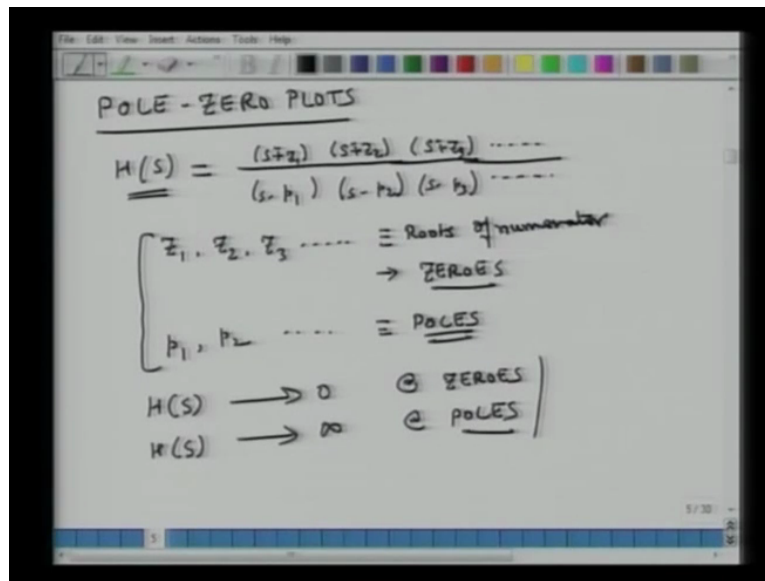 File Edit View Insert Actions Tools Help
POLE - ZERO PLOTS
H(S) = (s-z₁) (s-z₂) (s-z₃) ...... / (s-p₁) (s-p₂) (s-p₃) ......
Z₁, Z₂, Z₃ ...... ≡ Roots of numerator
→ ZEROES
p₁, p₂ ...... ≡ POLES
H(S) → 0 @ ZEROES
H(S) → ∞ @ POLES
5/30
5